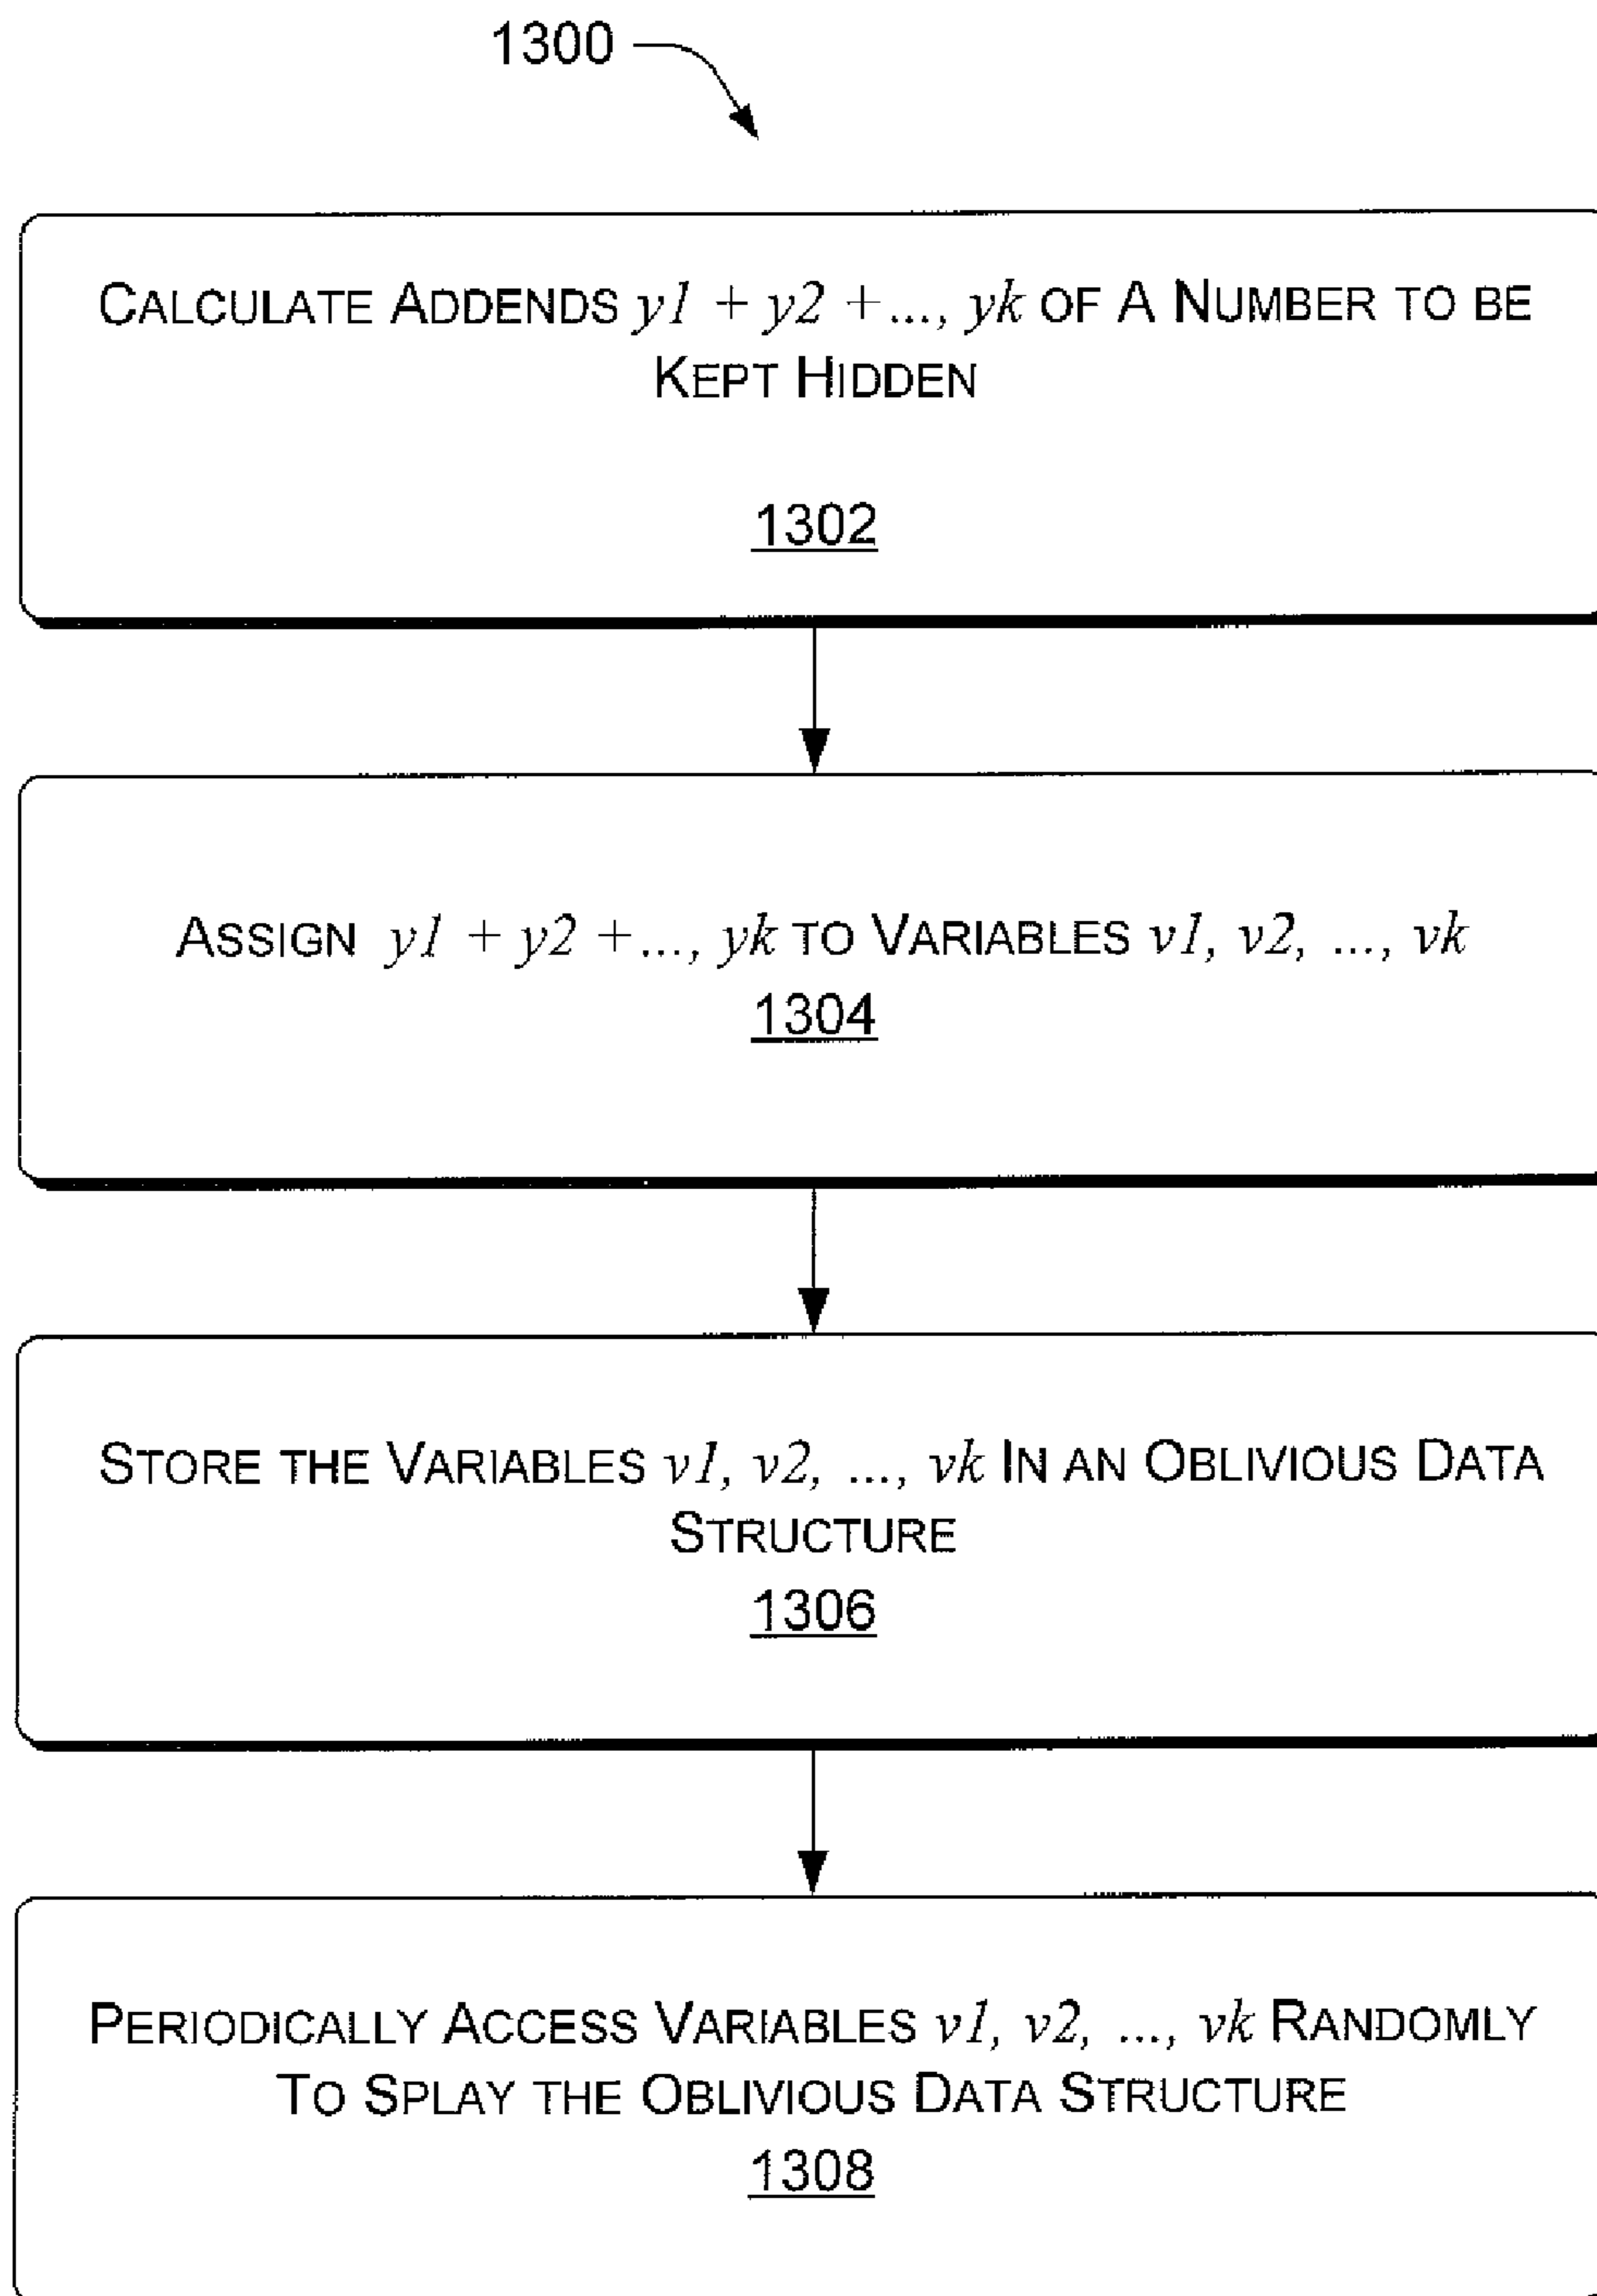 1300
CALCULATE ADDENDS y1 + y2 +..., yk OF A NUMBER TO BE
KEPT HIDDEN
1302
ASSIGN y1 + y2 +..., yk TO VARIABLES v1, v2, ..., vk
1304
STORE THE VARIABLES v1, v2, ..., vk IN AN OBLIVIOUS DATA
STRUCTURE
1306
PERIODICALLY ACCESS VARIABLES v1, v2, ..., vk RANDOMLY
TO SPLAY THE OBLIVIOUS DATA STRUCTURE
1308